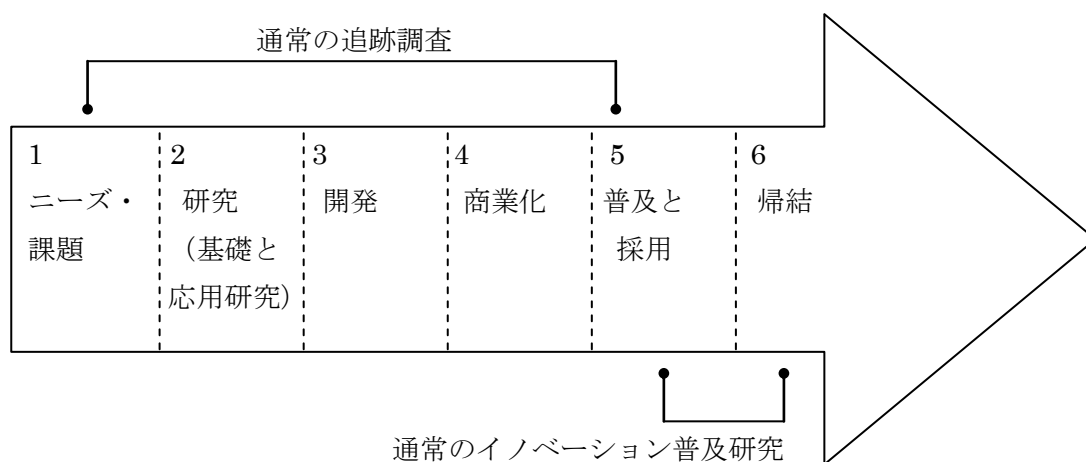 通常の追跡調査
1
ニーズ・
課題
2
研究
（基礎と
応用研究）
3
開発
4
商業化
5
普及と
採用
6
帰結
通常のイノベーション普及研究